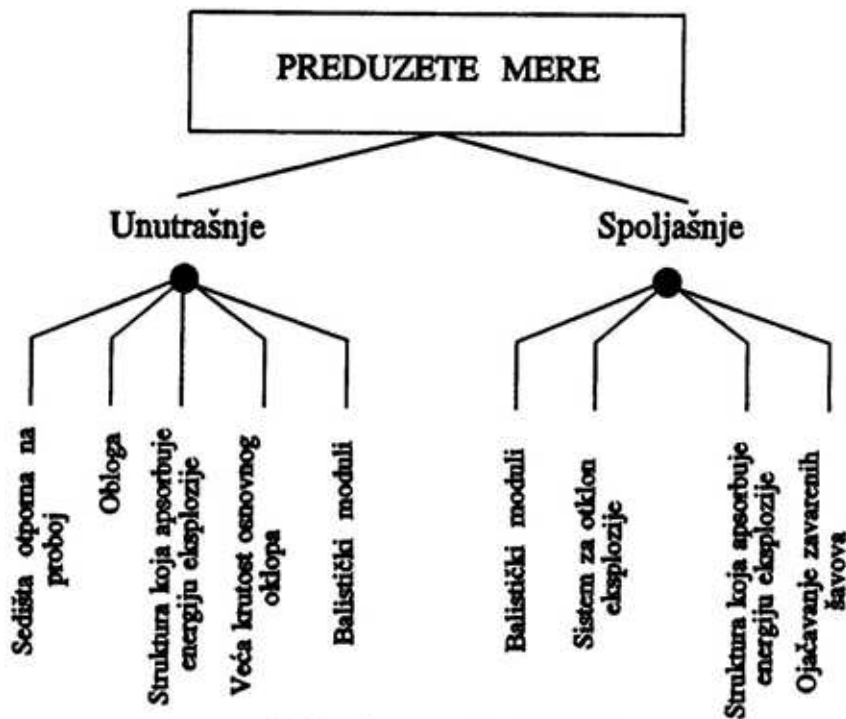 PREDUZETE MERE
Unutrašnje
Spoljašnje
Sedišta otporna na
proboj
Obloga
Struktura koja apsorbuje
energiju eksplozije
Veća krutost osnovnog
oklopa
Balistički moduli
Balistički moduli
Sistem za otklon
eksplozije
Struktura koja apsorbuje
energiju eksplozije
Ojačavanje zavarenih
šavova